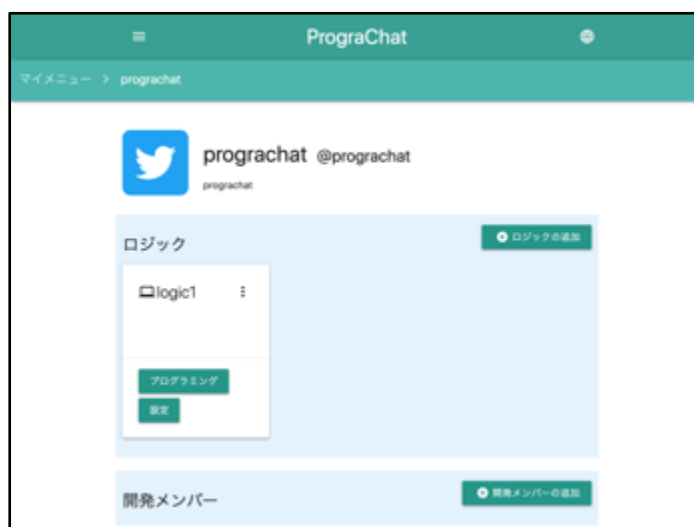 PrograChat
マイメニュー > prograchat
prograchat @prograchat
prograchat
ロジック
ロジックの追加
logic1
プログラミング
設定
開発メンバー
開発メンバーの追加